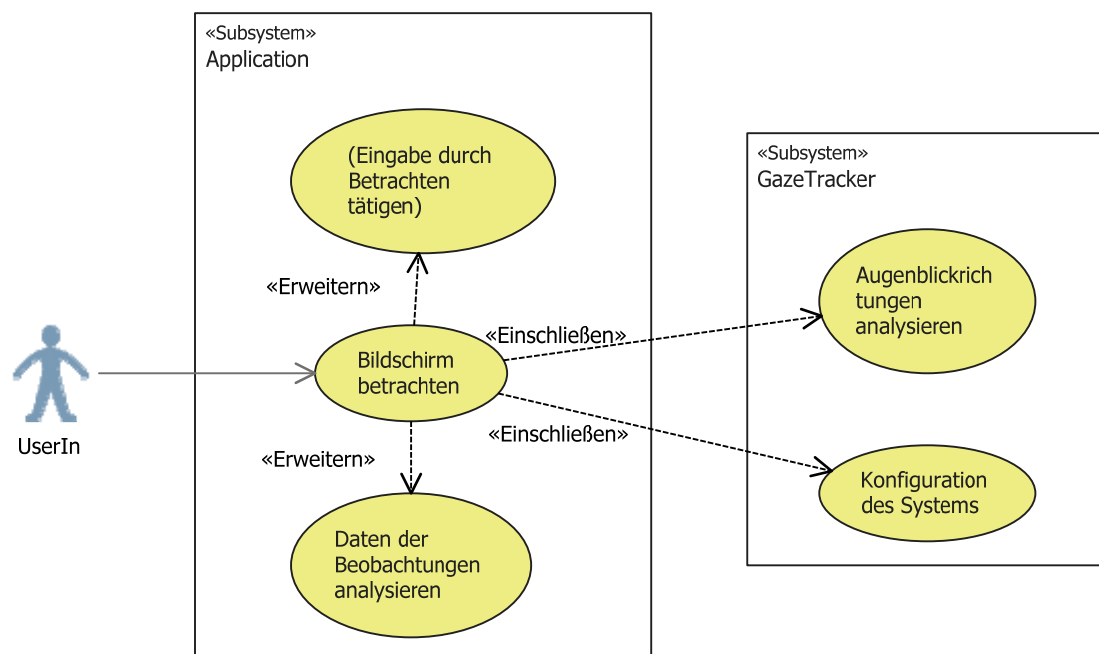 «Subsystem»
Application
(Eingabe durch
Betrachten
tätigen)
«Erweitern»
Bildschirm
betrachten
«Einschließen»
«Einschließen»
«Erweitern»
Daten der
Beobachtungen
analysieren
UserIn
«Subsystem»
GazeTracker
Augenblickrich
tungen
analysieren
Konfiguration
des Systems